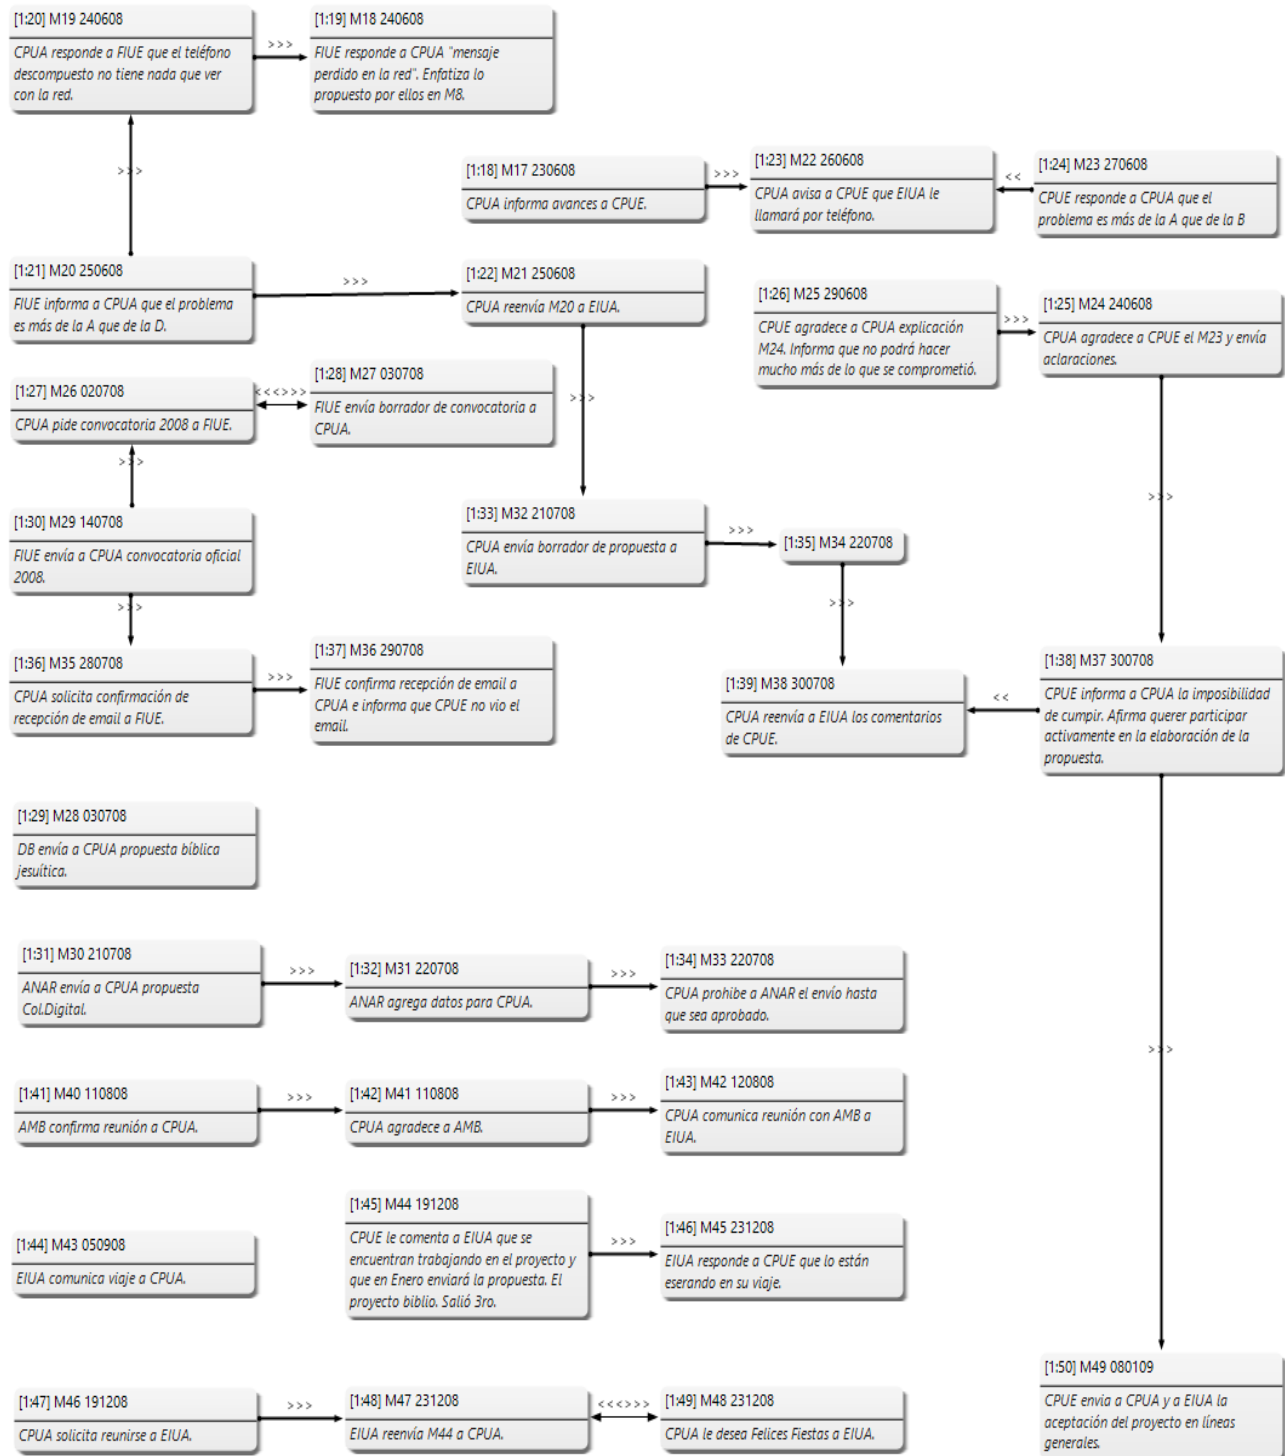 [1:20] M19 240608
CPUA responde a FIUE que el teléfono
descompuesto no tiene nada que ver
con la red.
>>>
[1:19] M18 240608
FIUE responde a CPUA "mensaje
perdido en la red". Enfatiza lo
propuesto por ellos en M8.
>>>
[1:18] M17 230608
CPUA informa avances a CPUE.
>>>
[1:23] M22 260608
CPUA avisa a CPUE que EIUA le
llamará por teléfono.
<<
[1:24] M23 270608
CPUE responde a CPUA que el
problema es más de la A que de la B
[1:21] M20 250608
FIUE informa a CPUA que el problema
es más de la A que de la D.
>>>
[1:22] M21 250608
CPUA reenvía M20 a EIUA.
[1:26] M25 290608
CPUE agradece a CPUA explicación
M24. Informa que no podrá hacer
mucho más de lo que se comprometió.
>>>
[1:25] M24 240608
CPUA agradece a CPUE el M23 y envía
aclaraciones.
[1:27] M26 020708
CPUA pide convocatoria 2008 a FIUE.
<<<>>>
[1:28] M27 030708
FIUE envía borrador de convocatoria a
CPUA.
>>>
>>>
[1:30] M29 140708
FIUE envía a CPUA convocatoria oficial
2008.
>>>
[1:33] M32 210708
CPUA envía borrador de propuesta a
EIUA.
>>>
[1:35] M34 220708
>>>
>>>
[1:36] M35 280708
CPUA solicita confirmación de
recepción de email a FIUE.
>>>
[1:37] M36 290708
FIUE confirma recepción de email a
CPUA e informa que CPUE no vio el
email.
[1:39] M38 300708
CPUA reenvía a EIUA los comentarios
de CPUE.
<<
[1:38] M37 300708
CPUE informa a CPUA la imposibilidad
de cumpir. Afirma querer participar
activamente en la elaboración de la
propuesta.
[1:29] M28 030708
DB envía a CPUA propuesta bíblica
jesuítica.
[1:31] M30 210708
ANAR envía a CPUA propuesta
Col.Digital.
>>>
[1:32] M31 220708
ANAR agrega datos para CPUA.
>>>
[1:34] M33 220708
CPUA prohibe a ANAR el envío hasta
que sea aprobado.
>>>
[1:41] M40 110808
AMB confirma reunión a CPUA.
>>>
[1:42] M41 110808
CPUA agradece a AMB.
>>>
[1:43] M42 120808
CPUA comunica reunión con AMB a
EIUA.
[1:44] M43 050908
EIUA comunica viaje a CPUA.
[1:45] M44 191208
CPUE le comenta a EIUA que se
encuentran trabajando en el proyecto y
que en Enero enviará la propuesta. El
proyecto biblio. Salió 3ro.
>>>
[1:46] M45 231208
EIUA responde a CPUE que lo están
eserando en su viaje.
[1:47] M46 191208
CPUA solicita reunirse a EIUA.
>>>
[1:48] M47 231208
EIUA reenvía M44 a CPUA.
<<<>>>
[1:49] M48 231208
CPUA le desea Felices Fiestas a EIUA.
[1:50] M49 080109
CPUE envia a CPUA y a EIUA la
aceptación del proyecto en líneas
generales.